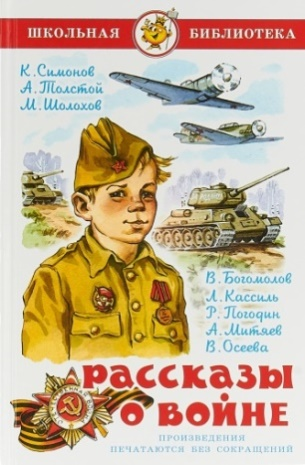 ШКОЛЬНАЯ БИБЛИОТЕКА
К. Симонов
А. Толстой
М. Шолохов
В. Богомолов
Л. Кассиль
Р. Погодин
А. Митяев
В. Осеева
РАССКАЗЫ
О ВОЙНЕ
ПРОИЗВЕДЕНИЯ
ПЕЧАТАЮТСЯ БЕЗ СОКРАЩЕНИЙ